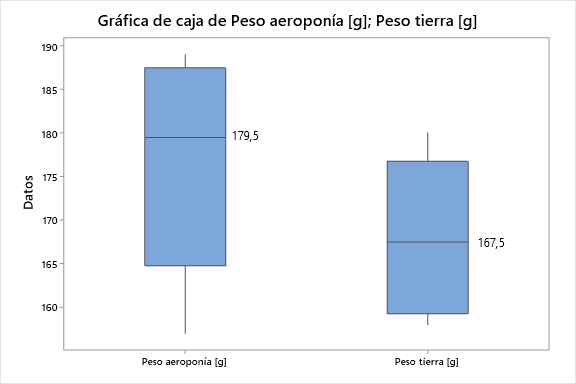 Gráfica de caja de Peso aeroponía [g]; Peso tierra [g]
190
185
180
175
170
165
160
Datos
179,5
167,5
Peso aeroponía [g]
Peso tierra [g]